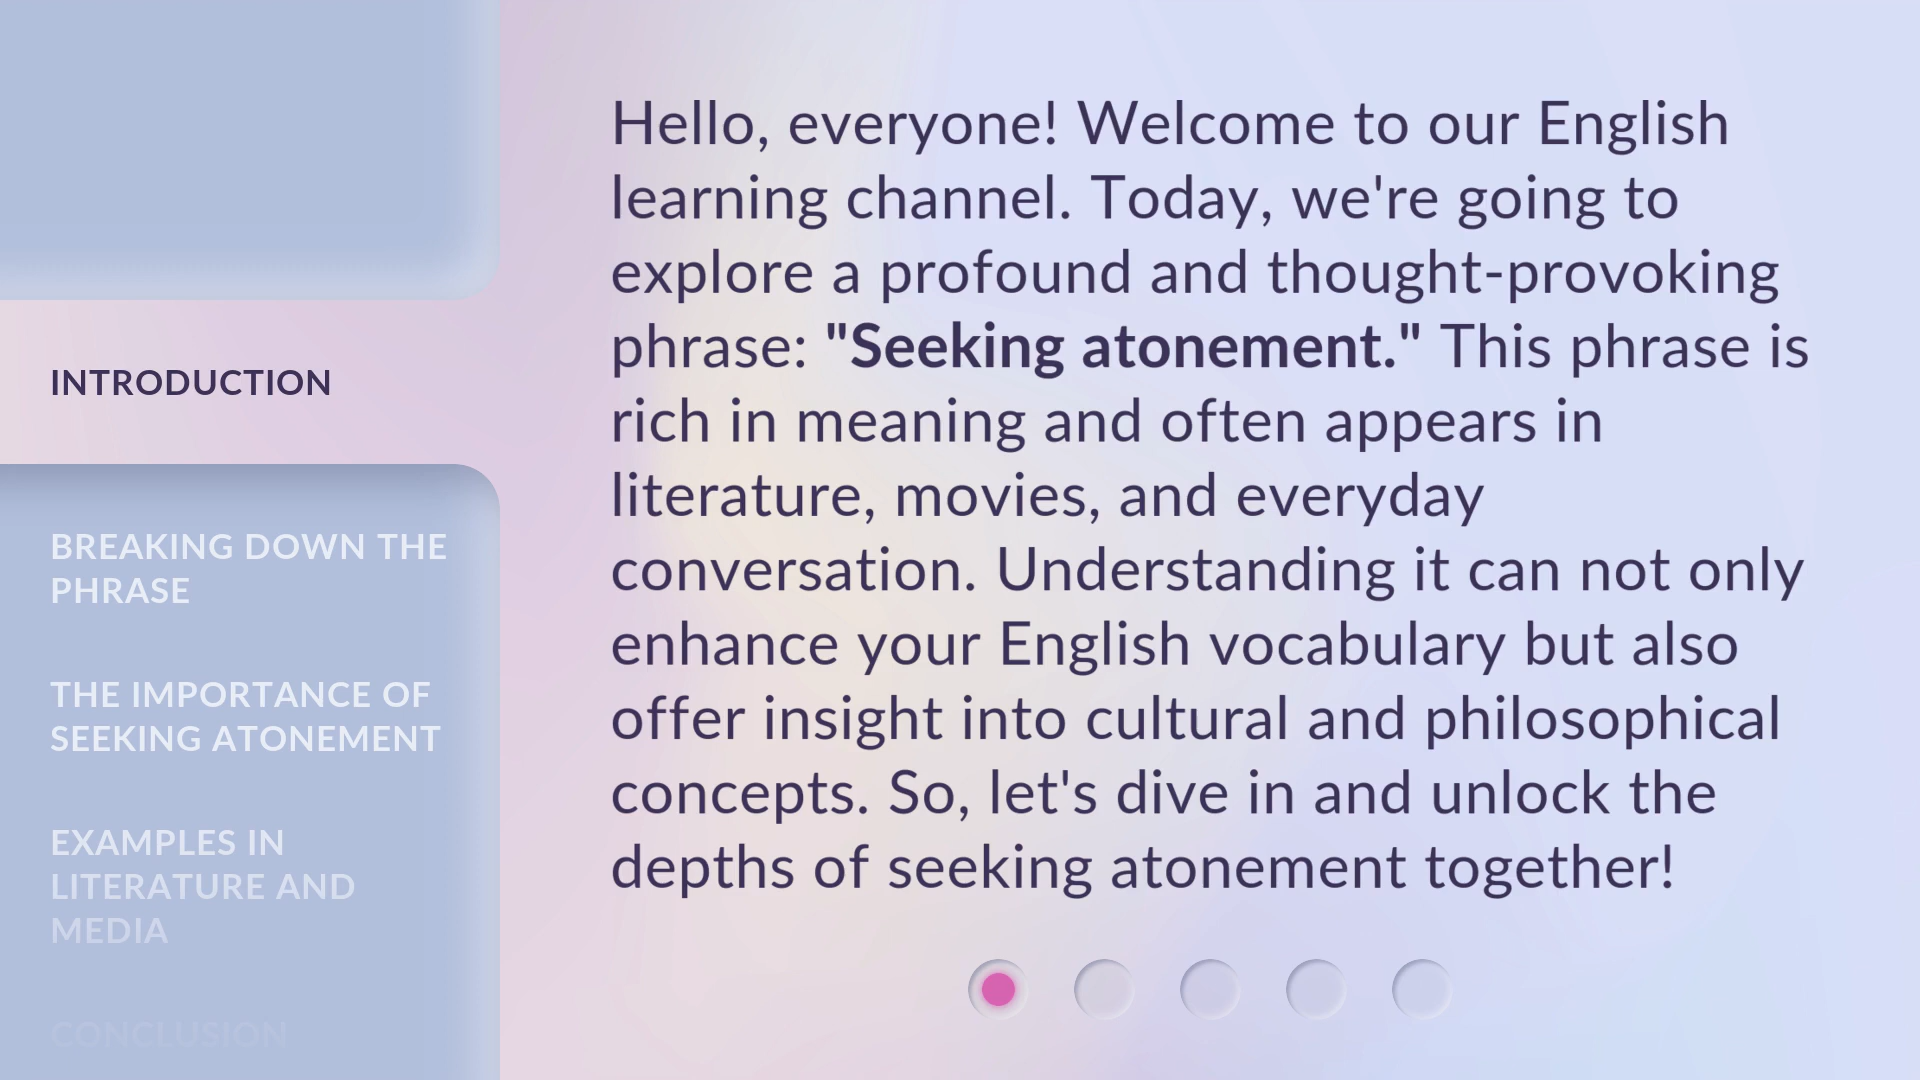 INTRODUCTION
BREAKING DOWN THE
PHRASE
THE IMPORTANCE OF
SEEKING ATONEMENT
EXAMPLES IN
LITERATURE AND
MEDIA
CONCLUSION
Hello, everyone! Welcome to our English
learning channel. Today, we're going to
explore a profound and thought-provoking
phrase: "Seeking atonement." This phrase is
rich in meaning and often appears in
literature, movies, and everyday
conversation. Understanding it can not only
enhance your English vocabulary but also
offer insight into cultural and philosophical
concepts. So, let's dive in and unlock the
depths of seeking atonement together!